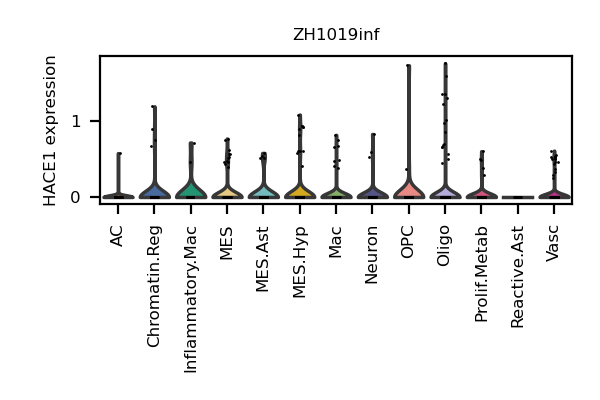 ZH1019inf
HACE1 expression
1
0
AC
Chromatin.Reg
Inflammatory.Mac
MES
MES.Ast
MES.Hyp
Mac
Neuron
OPC
Oligo
Prolif.Metab
Reactive.Ast
Vasc